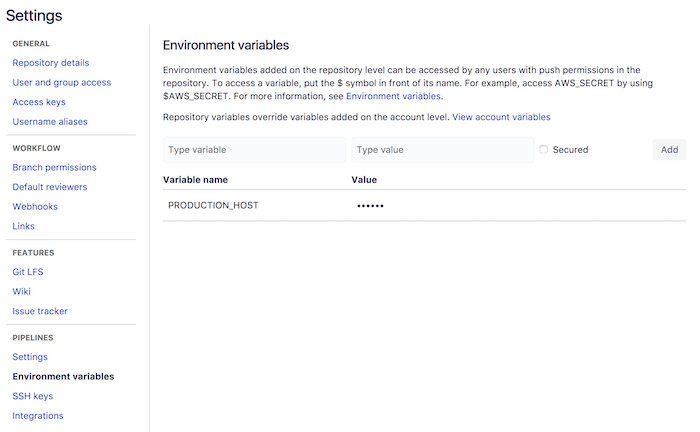 Settings
GENERAL
Repository details
User and group access
Access keys
Username aliases
WORKFLOW
Branch permissions
Default reviewers
Webhooks
Links
FEATURES
Git LFS
Wiki
Issue tracker
PIPELINES
Settings
Environment variables
SSH keys
Integrations
Environment variables
Environment variables added on the repository level can be accessed by any users with push permissions in the
repository. To access a variable, put the $ symbol in front of its name. For example, access AWS_SECRET by using
$AWS_SECRET. For more information, see Environment variables.
Repository variables override variables added on the account level. View account variables
Type variable Type value Secured Add
Variable name Value
PRODUCTION_HOST ••••••